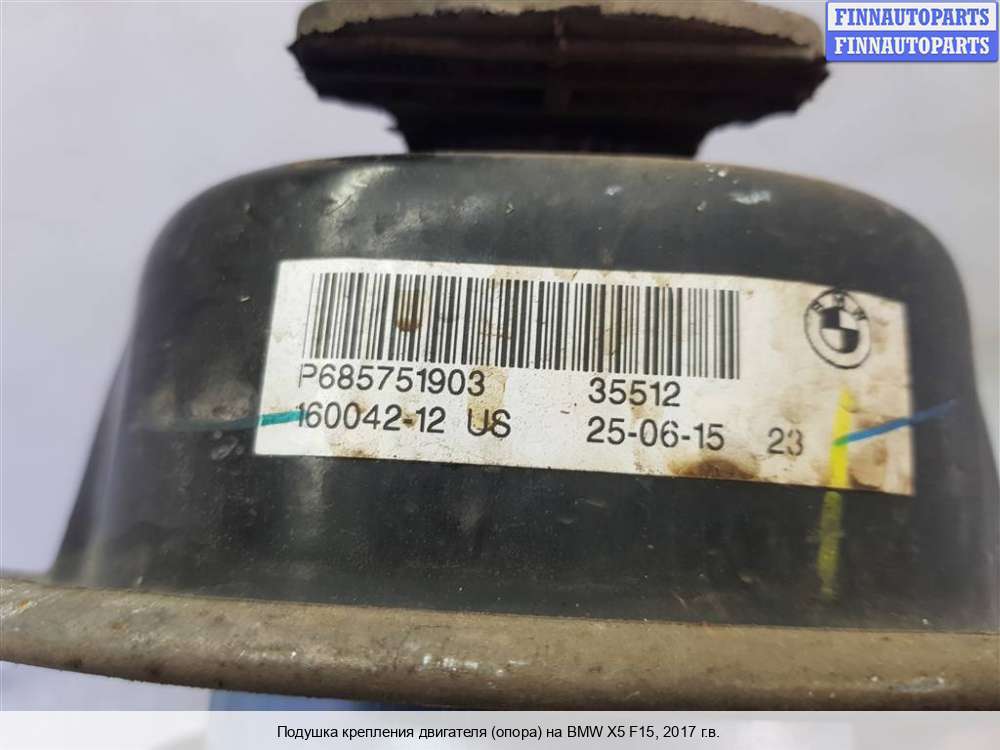 FINNAUTOPARTS
FINNAUTOPARTS
BMW
P685751903 35512
160042-12 US 25-06-15 23
Подушка крепления двигателя (опора) на BMW X5 F15, 2017 г.в.